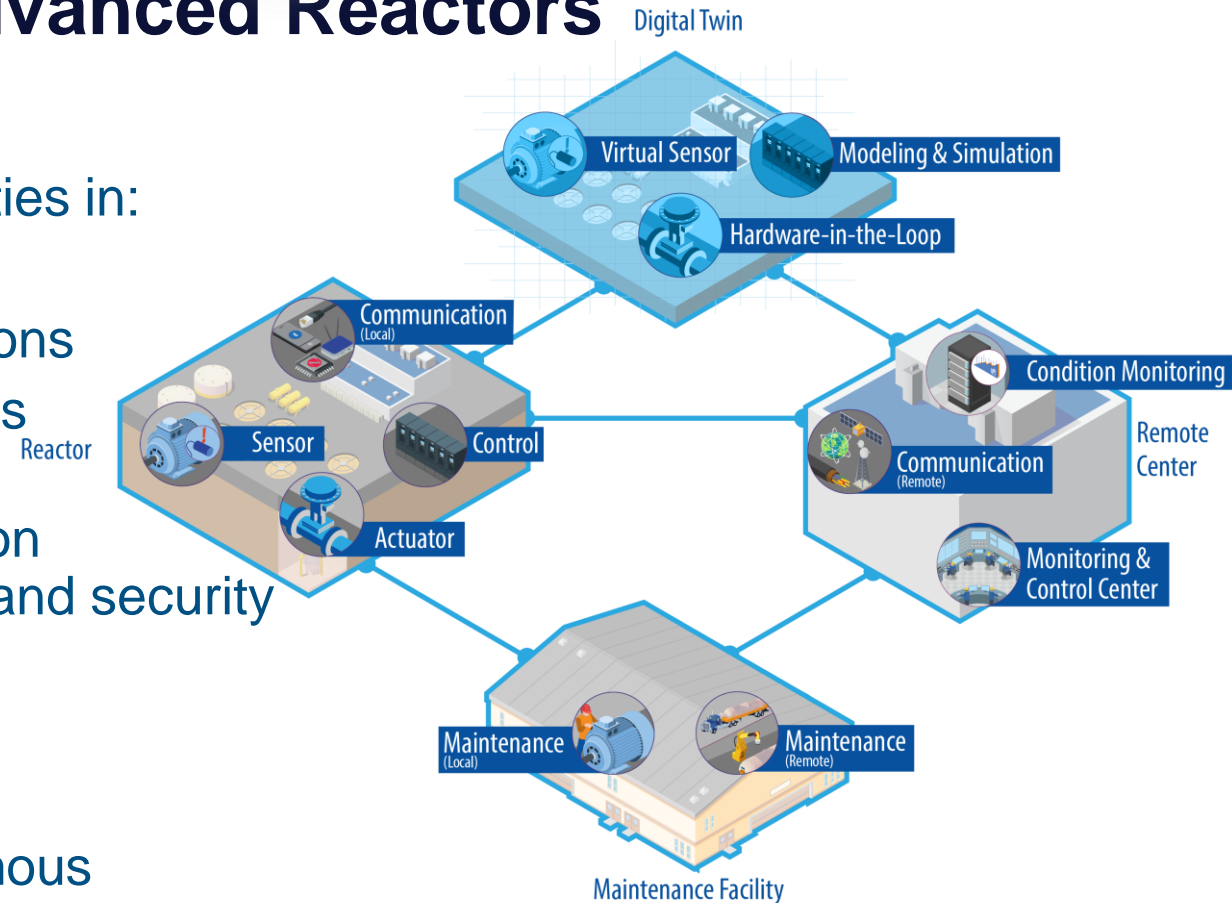 dvanced Reactors
ties in:
ons
s
on
and security
nous
Digital Twin
Virtual Sensor
Modeling & Simulation
Hardware-in-the-Loop
Reactor
Communication
(Local)
Sensor
Control
Actuator
Condition Monitoring
Communication
(Remote)
Remote
Center
Monitoring &
Control Center
Maintenance
(Local)
Maintenance
(Remote)
Maintenance Facility